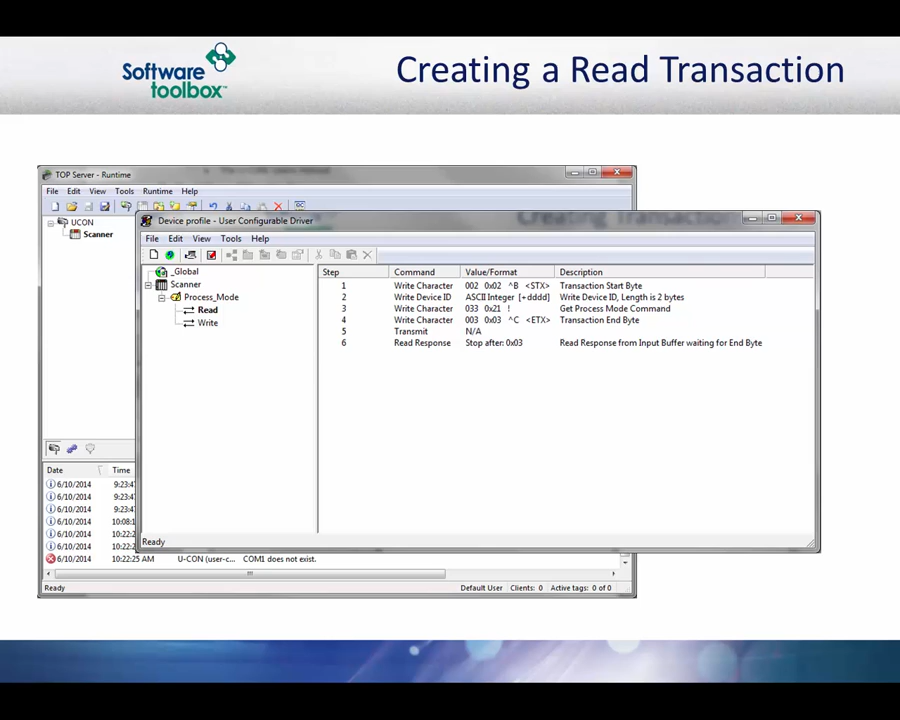 Software
toolbox™
Creating a Read Transaction
TOP Server - Runtime
File Edit View Tools Runtime Help
UCON
Scanner
Device profile - User Configurable Driver
File Edit View Tools Help
_Global
Scanner
Process_Mode
Read
Write
Step Command Value/Format Description
1 Write Character 002 0x02 ^B <STX> Transaction Start Byte
2 Write Device ID ASCII Integer [+dddd] Write Device ID, Length is 2 bytes
3 Write Character 033 0x21 ! Get Process Mode Command
4 Write Character 003 0x03 ^C <ETX> Transaction End Byte
5 Transmit N/A
6 Read Response Stop after: 0x03 Read Response from Input Buffer waiting for End Byte
Ready
Date Time
6/10/2014 9:23:4
6/10/2014 9:23:4
6/10/2014 9:23:4
6/10/2014 10:08:1
6/10/2014 10:22:2
6/10/2014 10:22:2
6/10/2014 10:22:25 AM U-CON (user-c... COM1 does not exist.
Ready Default User Clients: 0 Active tags: 0 of 0